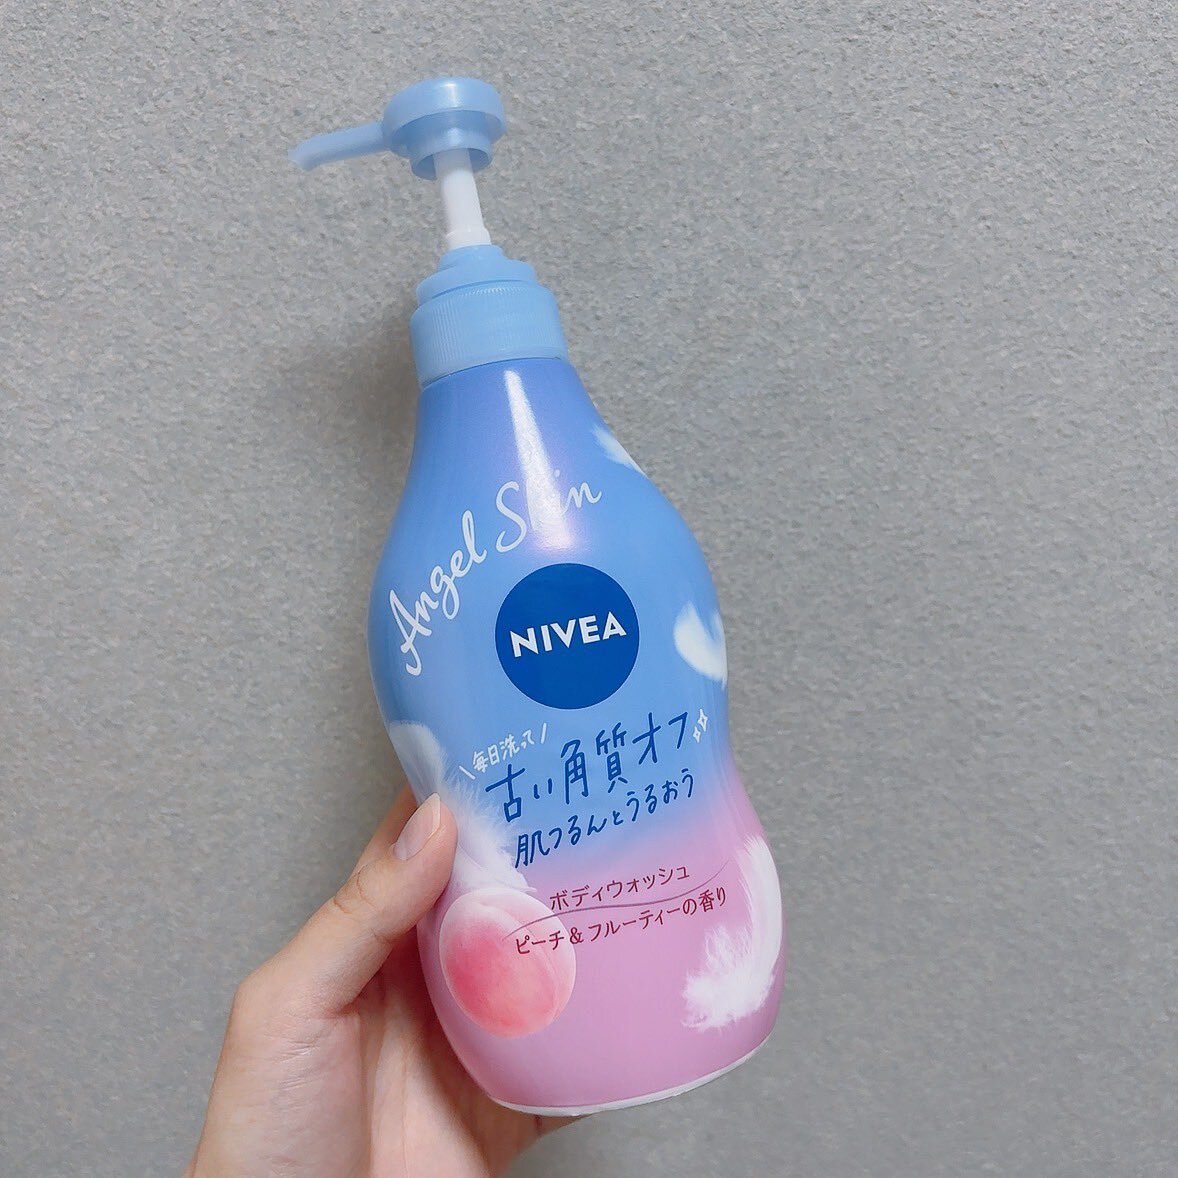 Angel Skin
NIVEA
\毎日洗って/
古い角質オフ
肌つるんとうるおう
ボディウォッシュ
ピーチ&フルーティーの香り